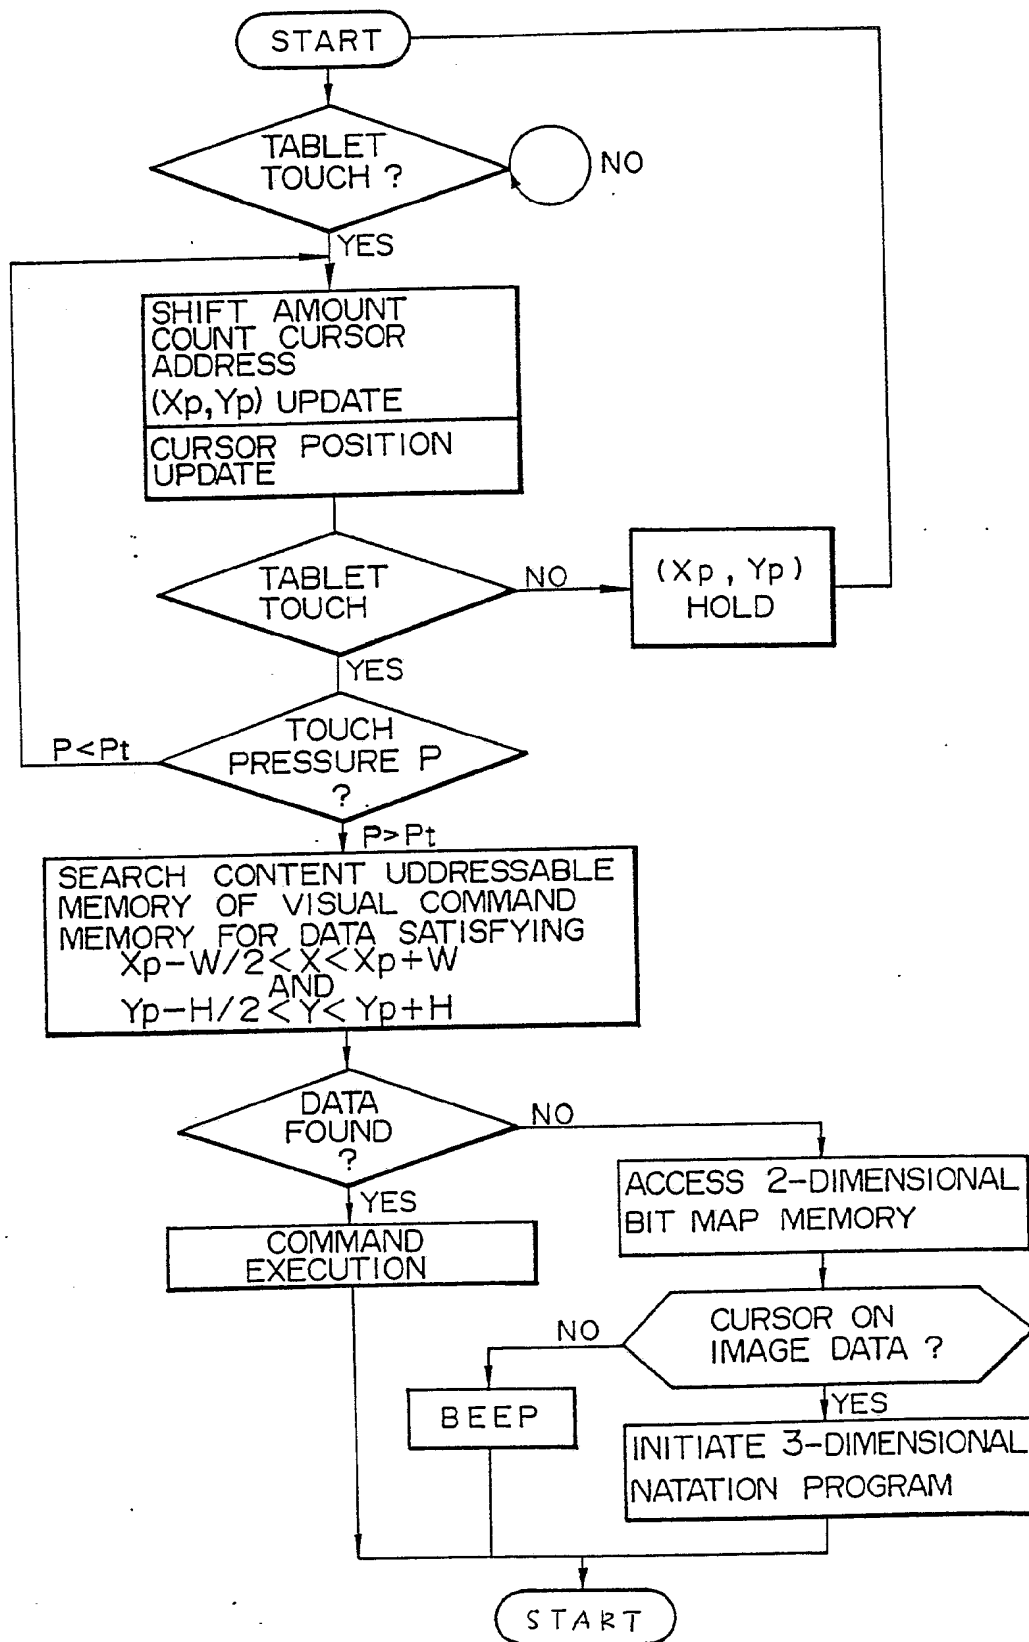 START
TABLET
TOUCH ?
NO
YES
SHIFT AMOUNT
COUNT CURSOR
ADDRESS
(Xp,Yp) UPDATE
CURSOR POSITION
UPDATE
TABLET
TOUCH
NO
(Xp, Yp)
HOLD
YES
TOUCH
PRESSURE P
?
P<Pt
P>Pt
SEARCH CONTENT UDDRESSABLE
MEMORY OF VISUAL COMMAND
MEMORY FOR DATA SATISFYING
Xp-W/2<X<Xp+W
AND
Yp-H/2<Y<Yp+H
DATA
FOUND
?
NO
YES
COMMAND
EXECUTION
ACCESS 2-DIMENSIONAL
BIT MAP MEMORY
CURSOR ON
IMAGE DATA ?
NO
BEEP
YES
INITIATE 3-DIMENSIONAL
NATATION PROGRAM
START